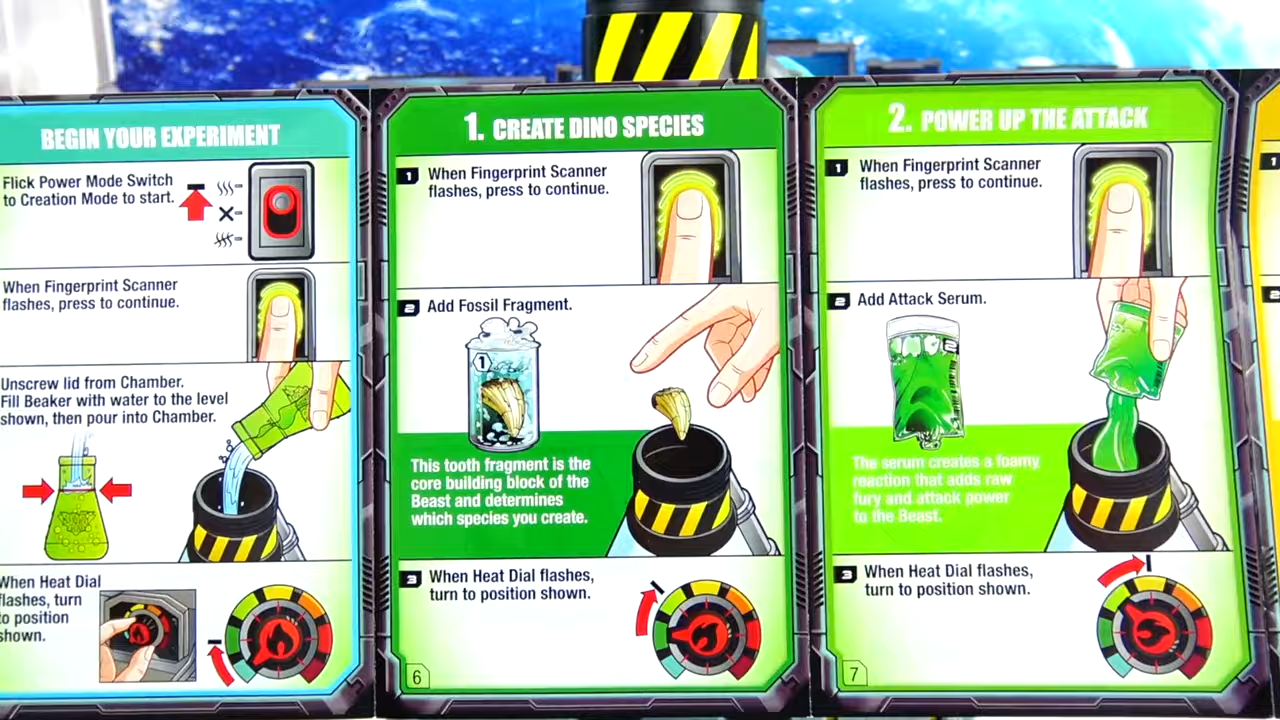 BEGIN YOUR EXPERIMENT
Flick Power Mode Switch
to Creation Mode to start.
When Fingerprint Scanner
flashes, press to continue.
Unscrew lid from Chamber.
Fill Beaker with water to the level
shown, then pour into Chamber.
When Heat Dial
flashes, turn
to position
shown.
1. CREATE DINO SPECIES
1 When Fingerprint Scanner
flashes, press to continue.
2 Add Fossil Fragment.
1
This tooth fragment is the
core building block of the
Beast and determines
which species you create.
3 When Heat Dial flashes,
turn to position shown.
6
2. POWER UP THE ATTACK
1 When Fingerprint Scanner
flashes, press to continue.
2 Add Attack Serum.
2
The serum creates a foamy
reaction that adds raw
fury and attack power
to the Beast.
3 When Heat Dial flashes,
turn to position shown.
7
1
2